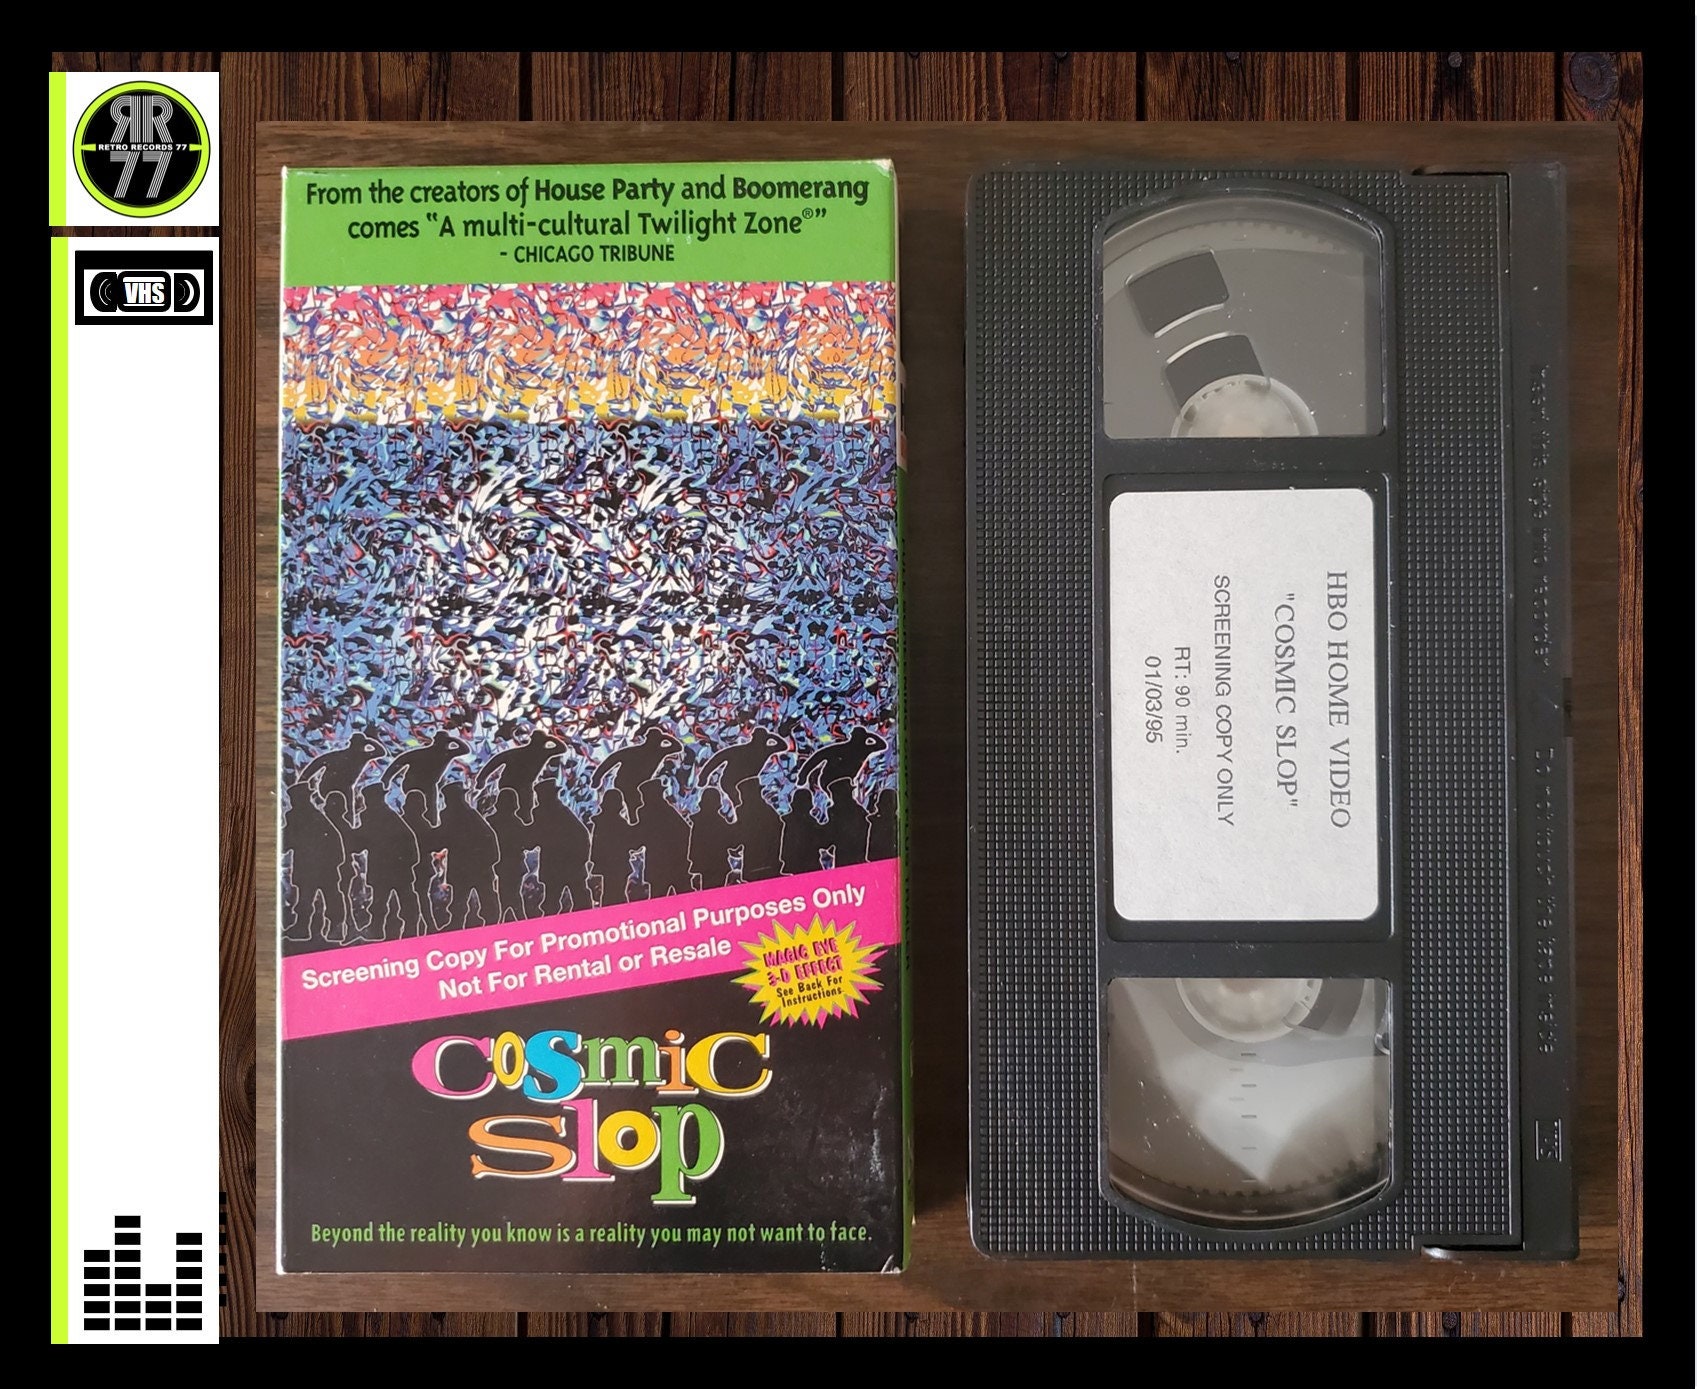 RR
RETRO RECORDS 77
77
VHS
From the creators of House Party and Boomerang
comes "A multi-cultural Twilight Zone®"
- CHICAGO TRIBUNE
Screening Copy For Promotional Purposes Only
Not For Rental or Resale
MAGIC EYE
3-D EFFECT
See Back For
Instructions
cosmic
slop
Beyond the reality you know is a reality you may not want to face.
HBO HOME VIDEO
"COSMIC SLOP"
SCREENING COPY ONLY
RT: 90 min.
01/03/95